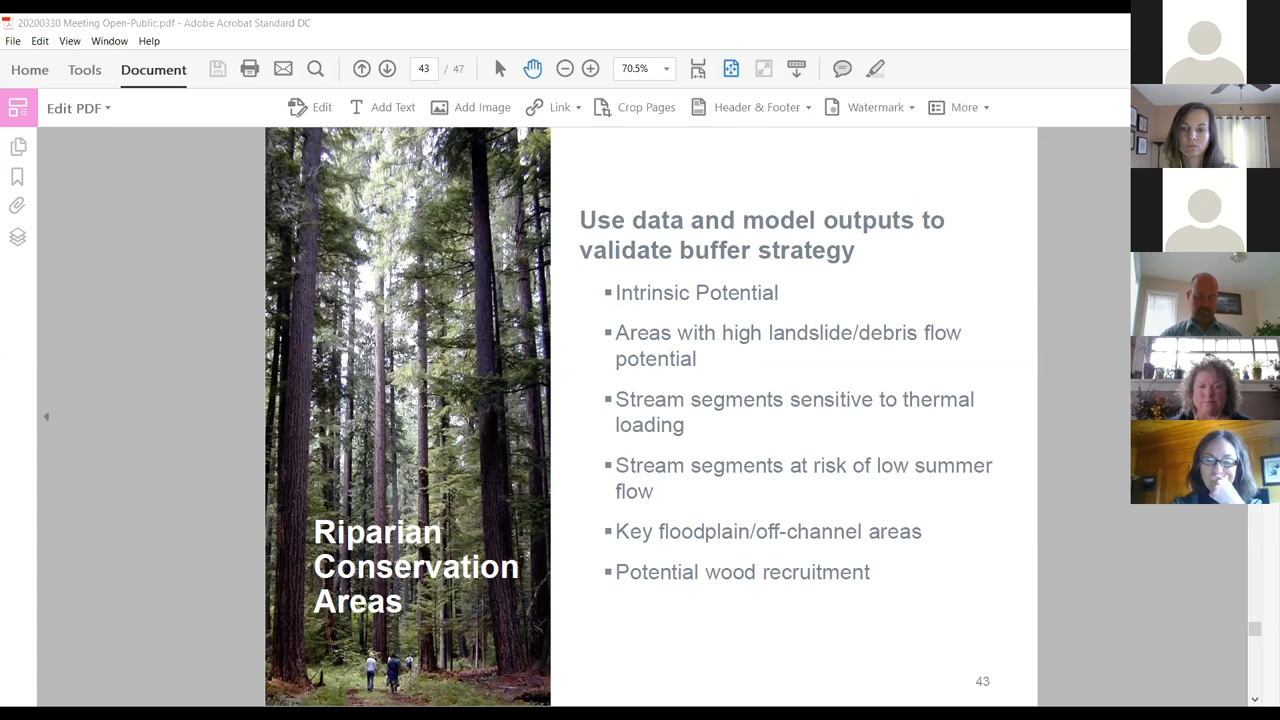 20200330 Meeting Open-Public.pdf - Adobe Acrobat Standard DC
File Edit View Window Help
Home Tools Document 43 / 47 70.5%
Edit PDF Edit Add Text Add Image Link Crop Pages Header & Footer Watermark More
Riparian
Conservation
Areas
Use data and model outputs to
validate buffer strategy
▪Intrinsic Potential
▪Areas with high landslide/debris flow
potential
▪Stream segments sensitive to thermal
loading
▪Stream segments at risk of low summer
flow
▪Key floodplain/off-channel areas
▪Potential wood recruitment
43